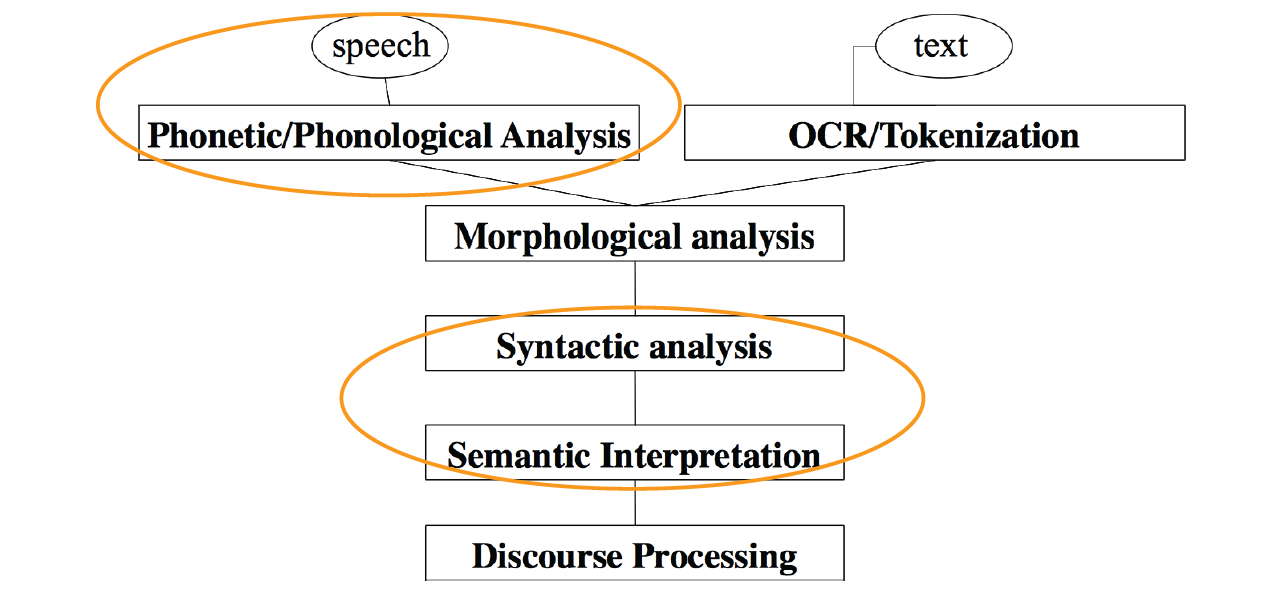 speech
text
Phonetic/Phonological Analysis
OCR/Tokenization
Morphological analysis
Syntactic analysis
Semantic Interpretation
Discourse Processing